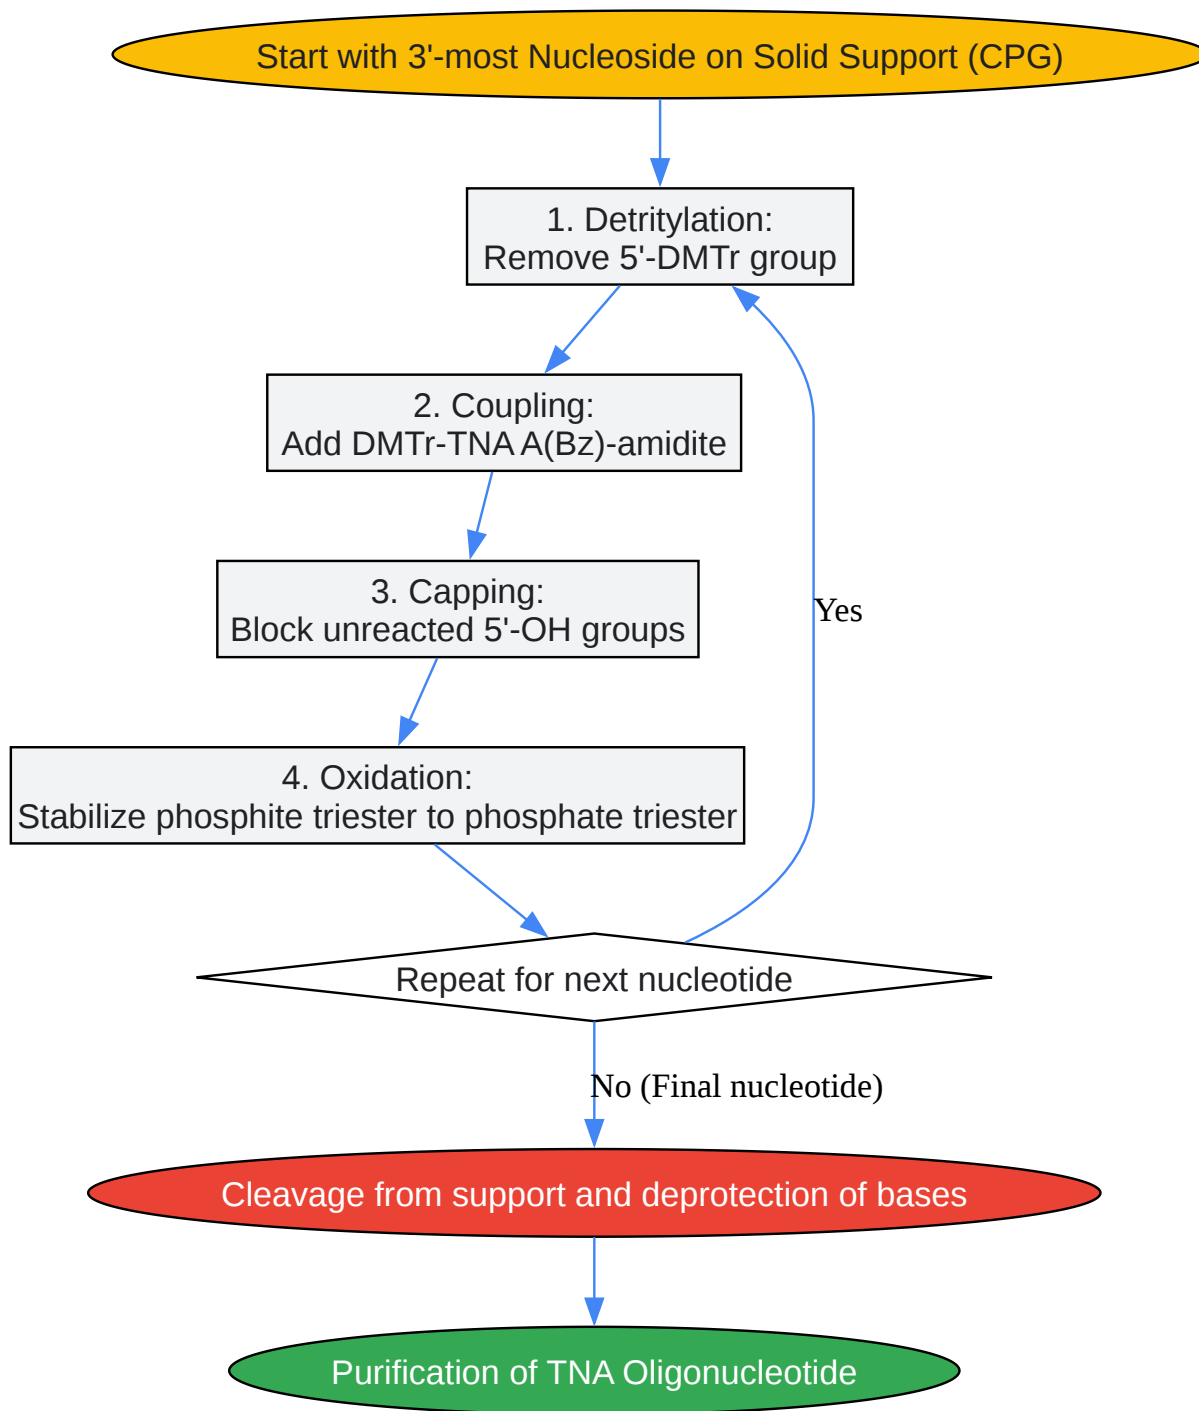 Start with 3'-most Nucleoside on Solid Support (CPG)
1. Detritylation:
Remove 5'-DMTr group
2. Coupling:
Add DMTr-TNA A(Bz)-amidite
3. Capping:
Block unreacted 5'-OH groups
Yes
4. Oxidation:
Stabilize phosphite triester to phosphate triester
Repeat for next nucleotide
No (Final nucleotide)
Cleavage from support and deprotection of bases
Purification of TNA Oligonucleotide